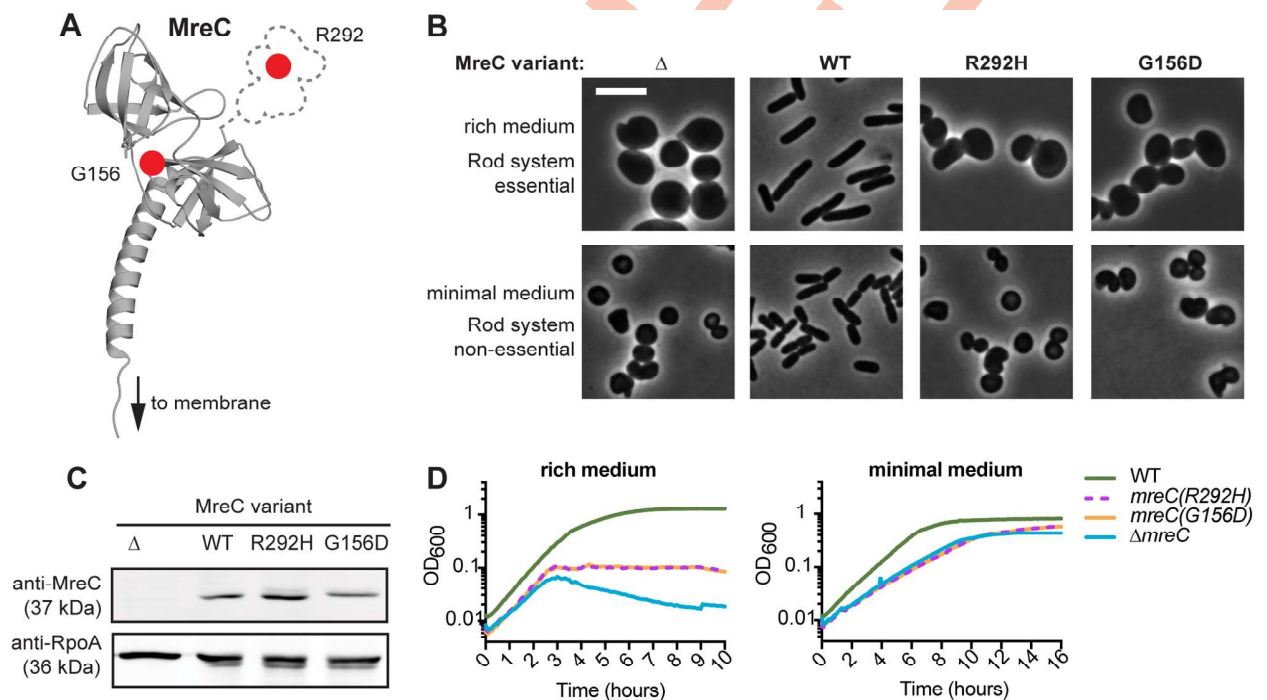 A
MreC
R292
G156
to membrane
B
MreC variant: Δ WT R292H G156D
rich medium
Rod system
essential
minimal medium
Rod system
non-essential
C
MreC variant
Δ WT R292H G156D
anti-MreC
(37 kDa)
anti-RpoA
(36 kDa)
D
rich medium
OD600
1
0.1
0.01
0 1 2 3 4 5 6 7 8 9 10
Time (hours)
minimal medium
OD600
1
0.1
0.01
0 2 4 6 8 10 12 14 16
Time (hours)
WT
mreC(R292H)
mreC(G156D)
ΔmreC